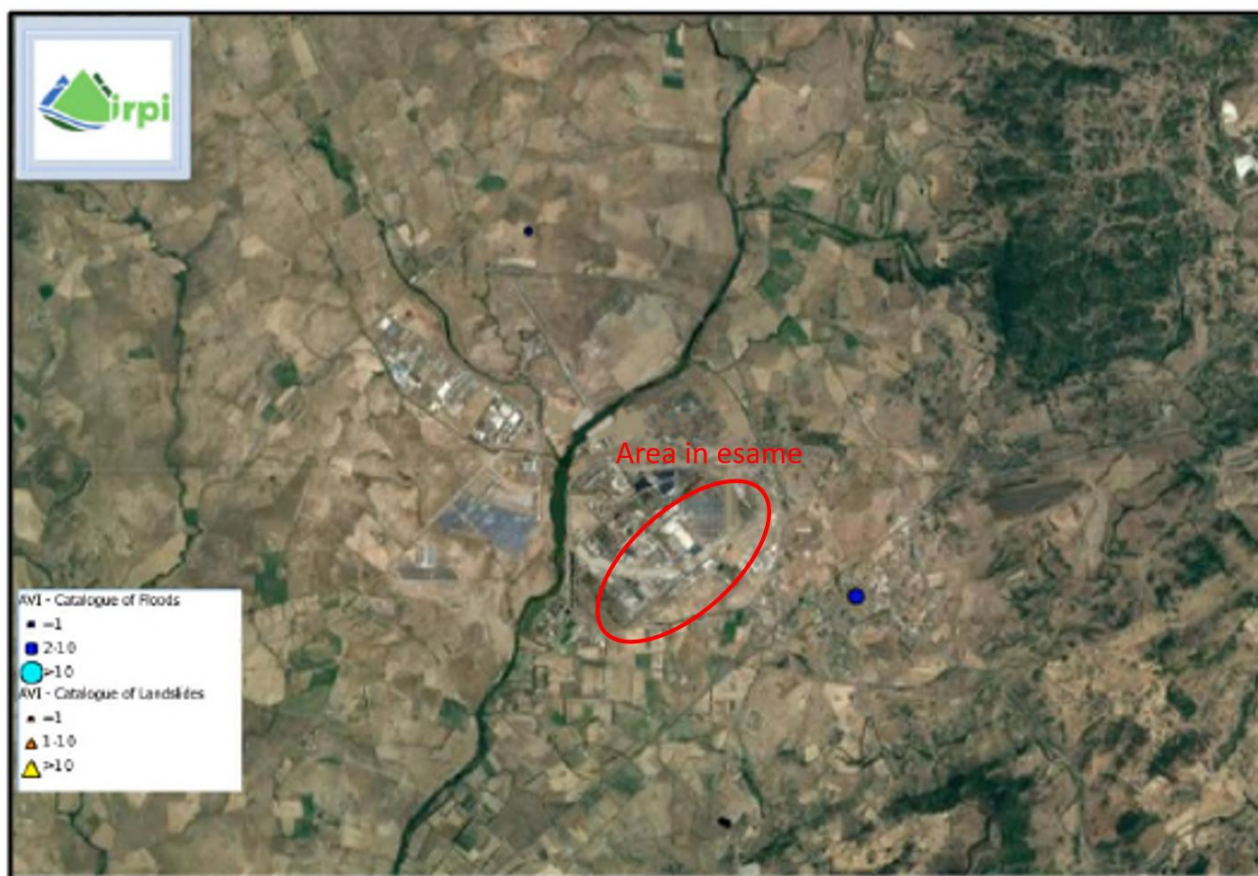 irpi
Area in esame
AVI - Catalogue of Floods
=1
2-10
>10
AVI - Catalogue of Landslides
=1
1-10
>10